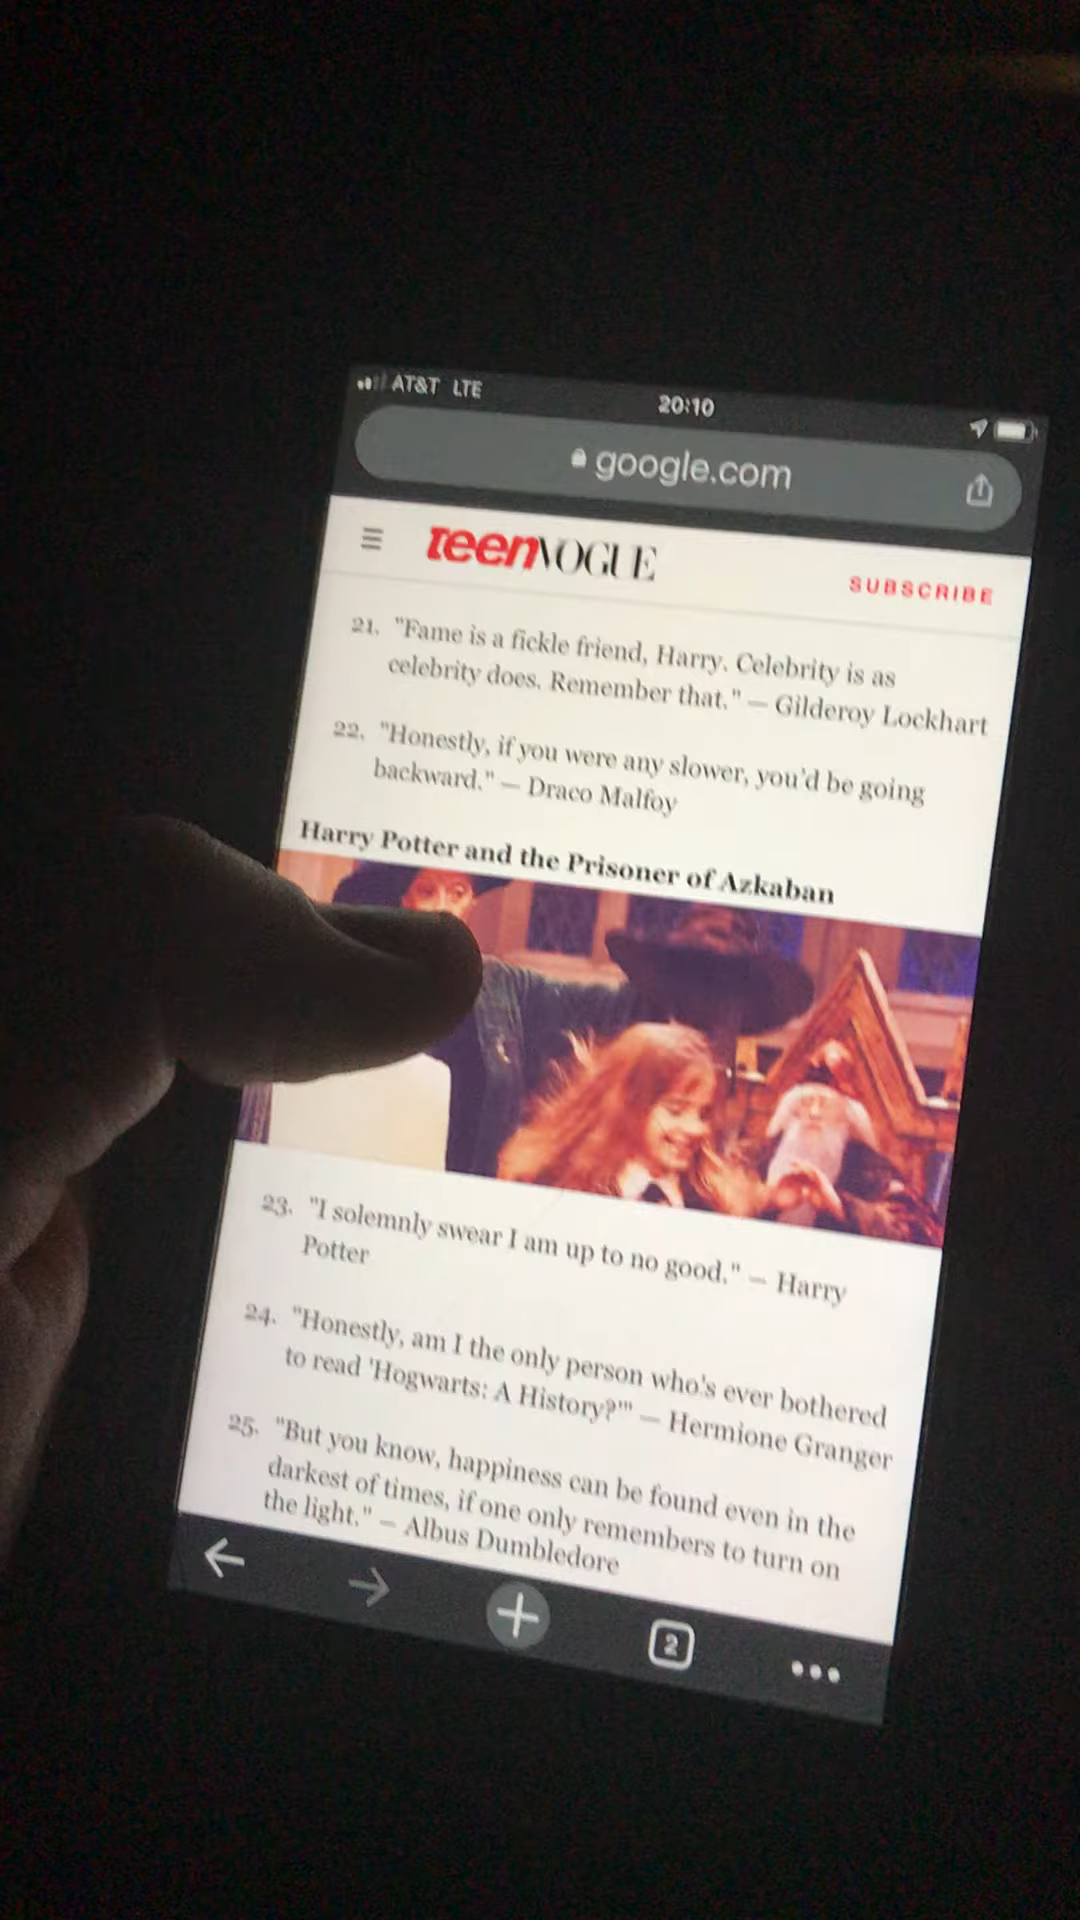 AT&T LTE
20:10
google.com
teenVOGUE
SUBSCRIBE
21. "Fame is a fickle friend, Harry. Celebrity is as
celebrity does. Remember that." — Gilderoy Lockhart
22. "Honestly, if you were any slower, you'd be going
backward." — Draco Malfoy
Harry Potter and the Prisoner of Azkaban
23. "I solemnly swear I am up to no good." — Harry
Potter
24. "Honestly, am I the only person who's ever bothered
to read 'Hogwarts: A History?'" — Hermione Granger
25. "But you know, happiness can be found even in the
darkest of times, if one only remembers to turn on
the light." — Albus Dumbledore
2